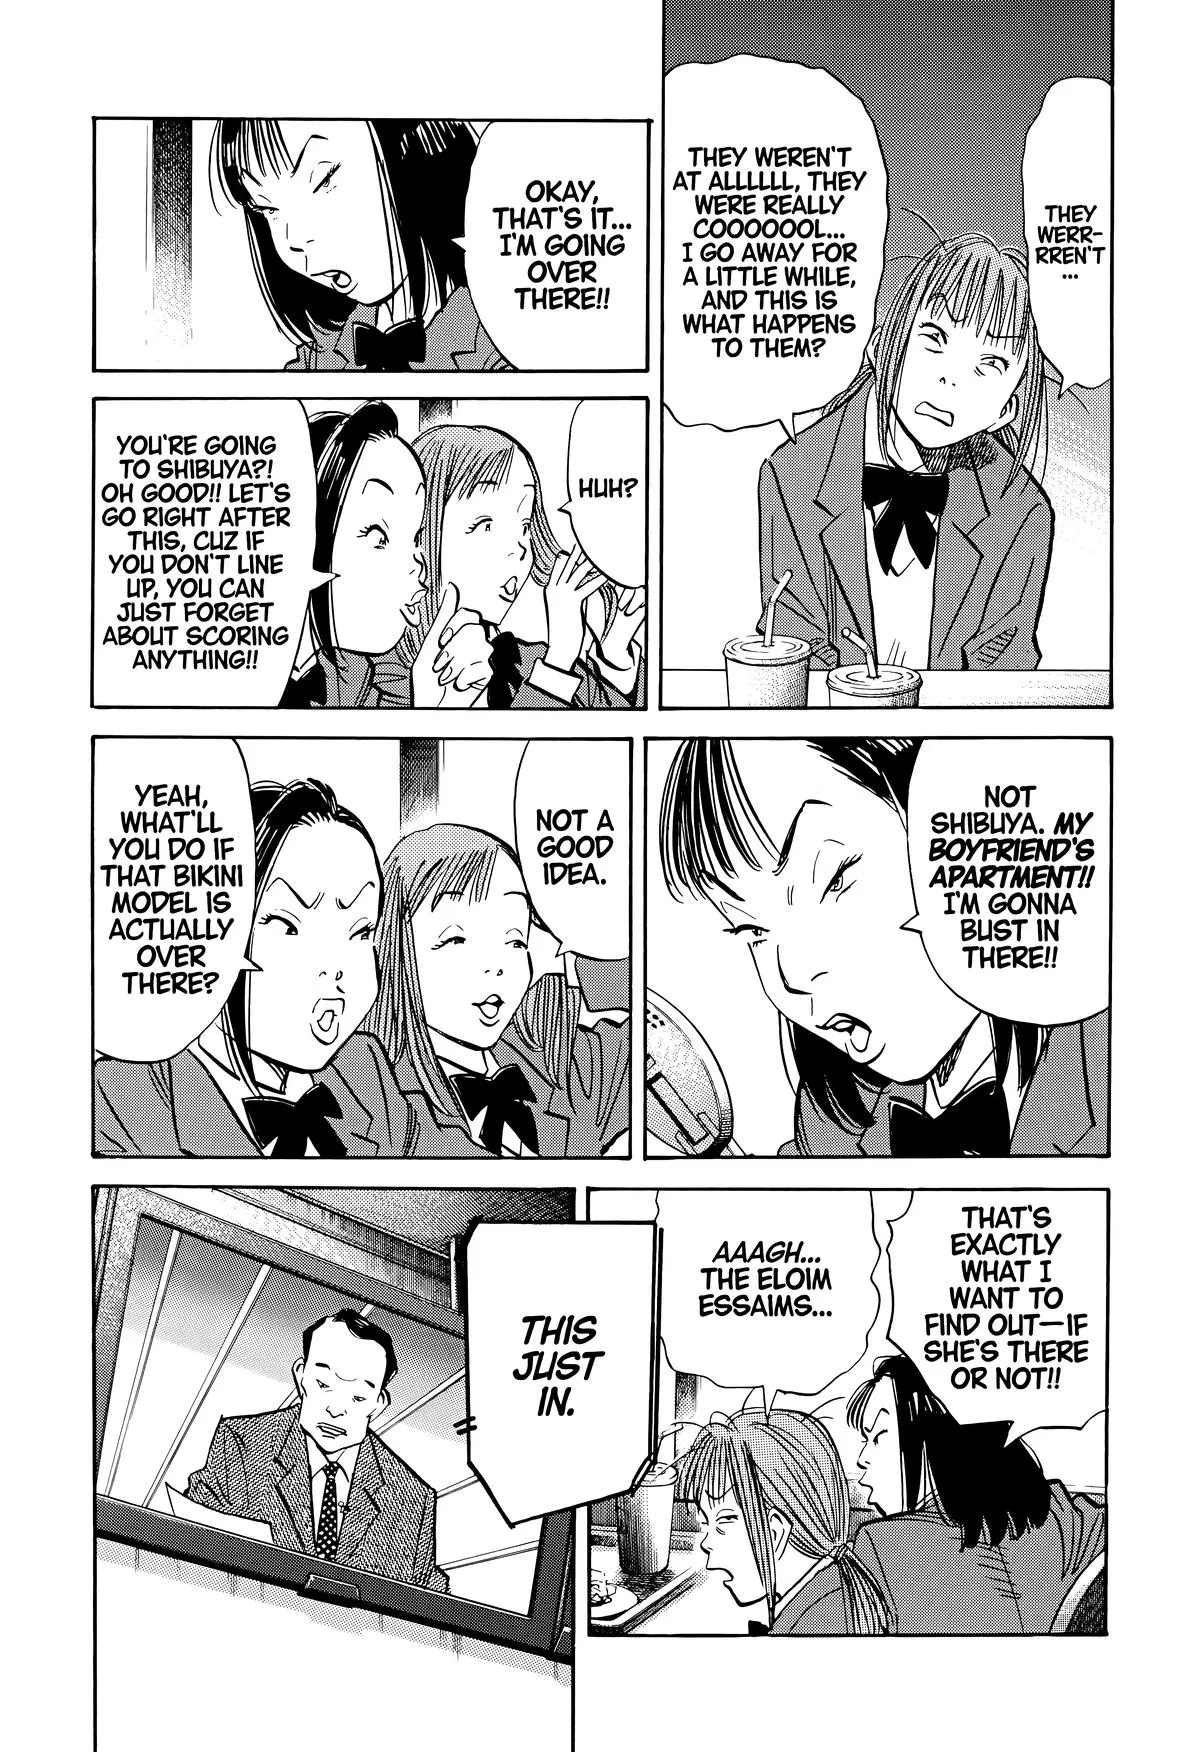 THEY
WERR-
RREN'T
...
THEY WEREN'T
AT ALLLLLL, THEY
WERE REALLY
COOOOOOL...
I GO AWAY FOR
A LITTLE WHILE,
AND THIS IS
WHAT HAPPENS
TO THEM?
OKAY,
THAT'S IT...
I'M GOING
OVER
THERE!!
HUH?
YOU'RE GOING
TO SHIBUYA?!
OH GOOD!! LET'S
GO RIGHT AFTER
THIS, CUZ IF
YOU DON'T LINE
UP, YOU CAN
JUST FORGET
ABOUT SCORING
ANYTHING!!
NOT
SHIBUYA. MY
BOYFRIEND'S
APARTMENT!!
I'M GONNA
BUST IN
THERE!!
NOT A
GOOD
IDEA.
YEAH,
WHAT'LL
YOU DO IF
THAT BIKINI
MODEL IS
ACTUALLY
OVER
THERE?
THAT'S
EXACTLY
WHAT I
WANT TO
FIND OUT—IF
SHE'S THERE
OR NOT!!
AAAGH...
THE ELOIM
ESSAIMS...
THIS
JUST
IN.